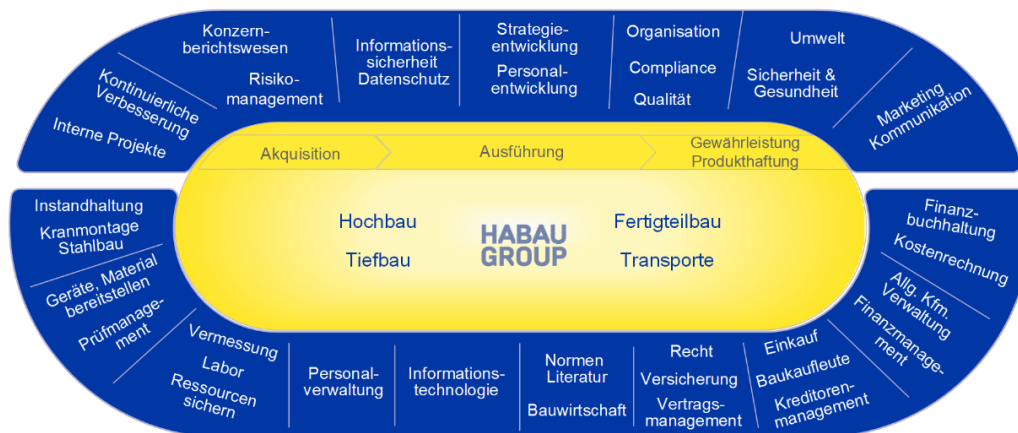 Kontinuierliche
Verbesserung
Interne Projekte
Konzern-
berichtswesen
Risiko-
management
Informations-
sicherheit
Datenschutz
Strategie-
entwicklung
Personal-
entwicklung
Organisation
Compliance
Qualität
Umwelt
Sicherheit &
Gesundheit
Marketing
Kommunikation
Akquisition
Ausführung
Gewährleistung
Produkthaftung
Hochbau
Tiefbau
HABAU
GROUP
Fertigteilbau
Transporte
Instandhaltung
Kranmontage
Stahlbau
Geräte, Material
bereitstellen
Prüfmanage-
ment
Vermessung
Labor
Ressourcen
sichern
Personal-
verwaltung
Informations-
technologie
Normen
Literatur
Bauwirtschaft
Recht
Versicherung
Vertrags-
management
Einkauf
Baukaufleute
Kreditoren-
management
Allg. Kfm.
Verwaltung
Finanzmanage-
ment
Finanz-
buchhaltung
Kostenrechnung